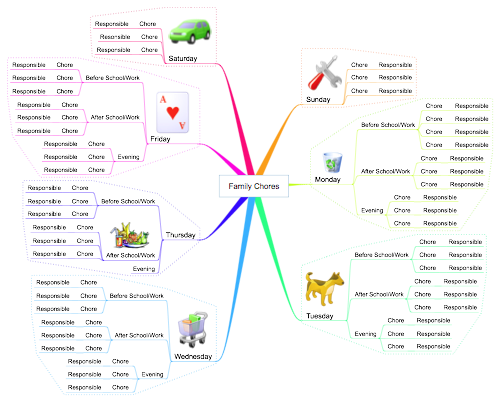 Family Chores
Responsible Chore
Resonsible Chore
Responsible Chore
Saturday
Responsible Chore
Responsible Chore
Responsible Chore
Before School/Work
Responsible Chore
Responsible Chore
Responsible Chore
After School/Work
Responsible Chore
Responsible Chore
Responsible Chore
Evening
Friday
Responsible Chore
Responsible Chore
Responsible Chore
Before School/Work
Responsible Chore
Responsible Chore
Responsible Chore
After School/Work
Evening
Thursday
Responsible Chore
Responsible Chore
Responsible Chore
Before School/Work
Responsible Chore
Responsible Chore
Responsible Chore
After School/Work
Responsible Chore
Responsible Chore
Responsible Chore
Evening
Wednesday
Sunday
Chore Responsible
Chore Responsible
Chore Responsible
Monday
Before School/Work
Chore Responsible
Chore Responsible
Chore Responsible
Chore Responsible
After School/Work
Chore Responsible
Chore Responsible
Chore Responsible
Evening
Chore Responsible
Chore Responsible
Chore Responsible
Tuesday
Before School/Work
Chore Responsible
Chore Responsible
Chore Responsible
After School/Work
Chore Responsible
Chore Responsible
Chore Responsible
Evening
Chore Responsible
Chore Responsible
Chore Responsible
A
A